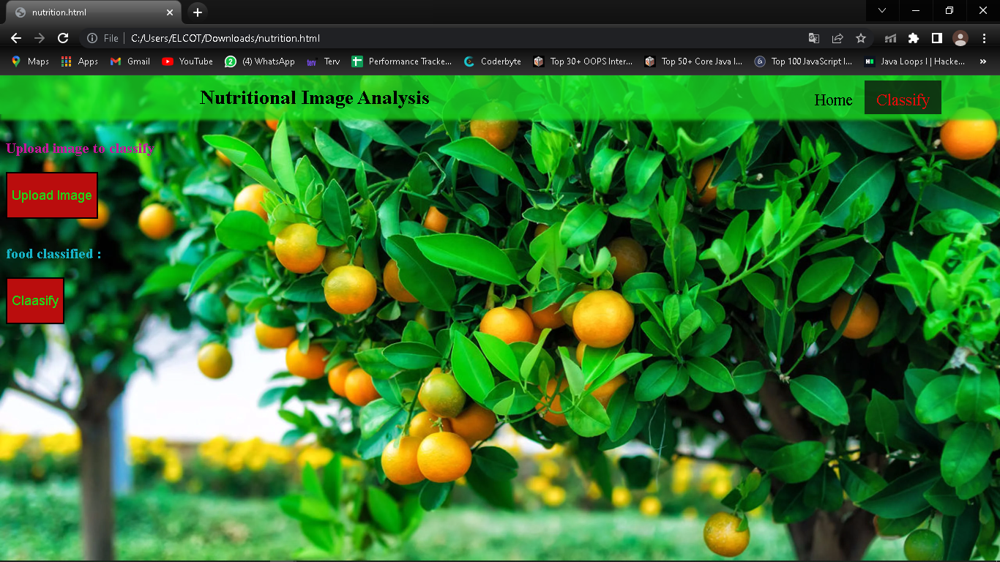 nutrition.html
File C:/Users/ELCOT/Downloads/nutrition.html
Maps Apps Gmail YouTube (4) WhatsApp terv Terv Performance Tracke... Coderbyte Top 30+ OOPS Inter... Top 50+ Core Java I... Top 100 JavaScript I... Java Loops I | Hacke... »
Nutritional Image Analysis Home Classify
Upload image to classify
Upload Image
food classified :
Claasify